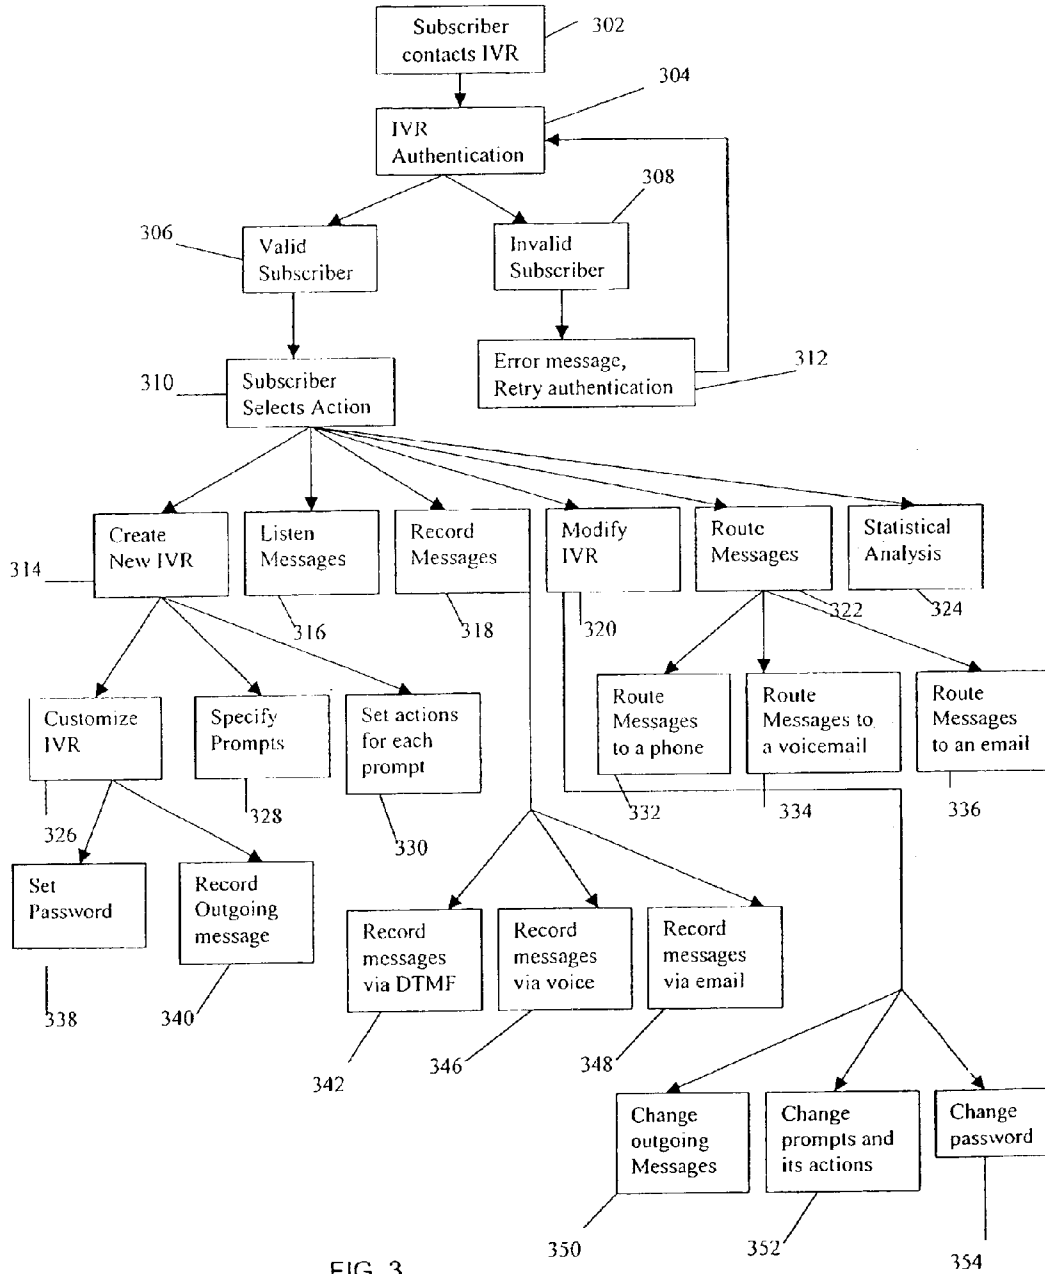 Subscriber
contacts IVR
302
304
IVR
Authentication
308
306
Valid
Subscriber
Invalid
Subscriber
310
Subscriber
Selects Action
Error message,
Retry authentication
312
Create
New IVR
Listen
Messages
Record
Messages
Modify
IVR
Route
Messages
Statistical
Analysis
314
316
318
320
322
324
Customize
IVR
Specify
Prompts
Set actions
for each
prompt
Route
Messages
to a phone
Route
Messages to
a voicemail
Route
Messages
to an email
326
328
330
332
334
336
Set
Password
Record
Outgoing
message
Record
messages
via DTMF
Record
messages
via voice
Record
messages
via email
338
340
342
346
348
Change
outgoing
Messages
Change
prompts and
its actions
Change
password
350
352
354
FIG. 3